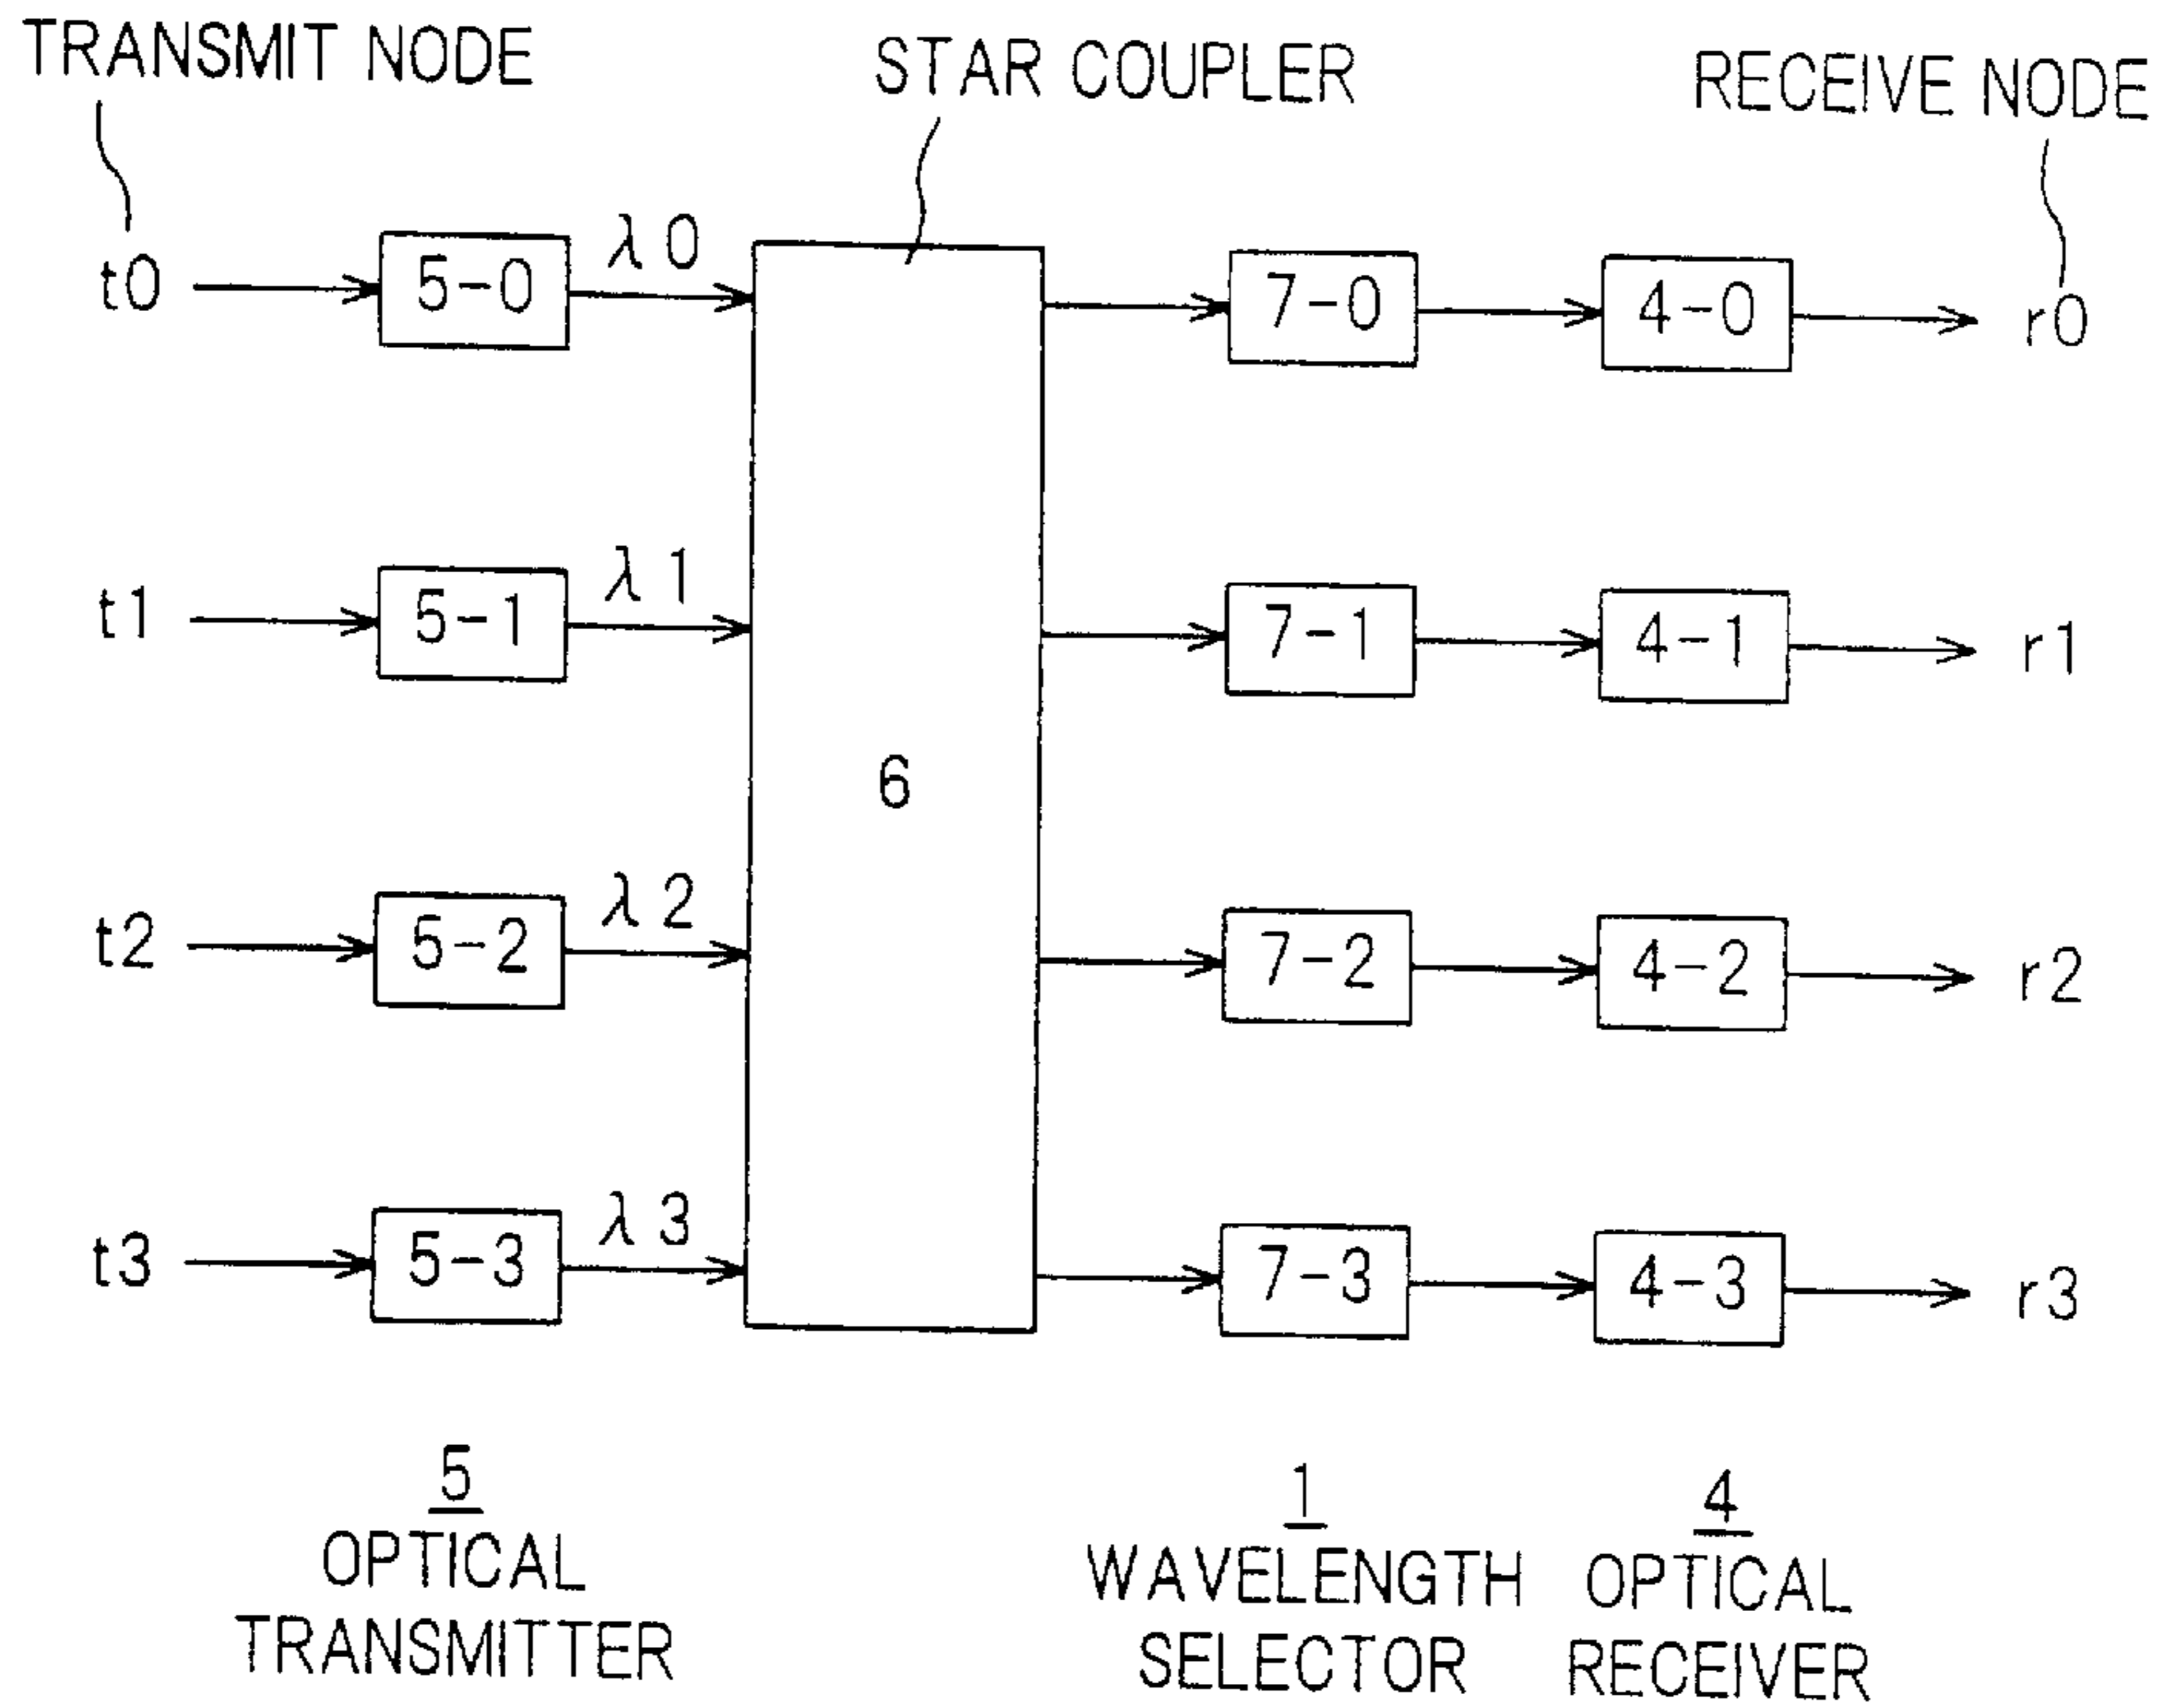 TRANSMIT NODE
STAR COUPLER
RECEIVE NODE
t0
5-0
λ0
7-0
4-0
r0
t1
5-1
λ1
7-1
4-1
r1
6
t2
5-2
λ2
7-2
4-2
r2
t3
5-3
λ3
7-3
4-3
r3
5
OPTICAL
TRANSMITTER
1
WAVELENGTH
SELECTOR
4
OPTICAL
RECEIVER